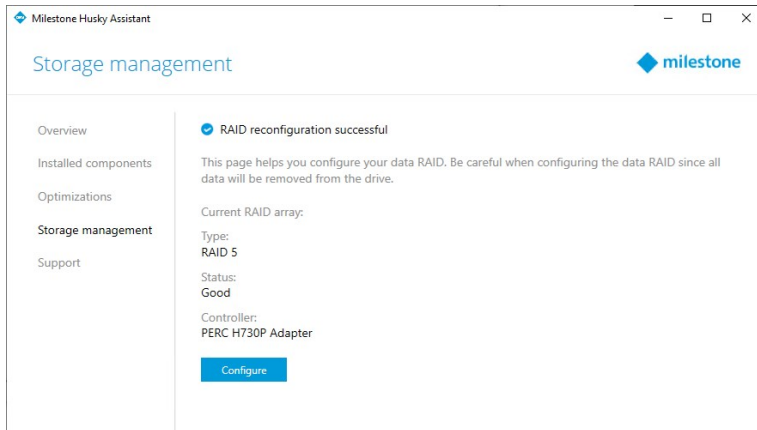 Milestone Husky Assistant
Storage management
milestone
Overview
Installed components
Optimizations
Storage management
Support
RAID reconfiguration successful
This page helps you configure your data RAID. Be careful when configuring the data RAID since all
data will be removed from the drive.
Current RAID array:
Type:
RAID 5
Status:
Good
Controller:
PERC H730P Adapter
Configure